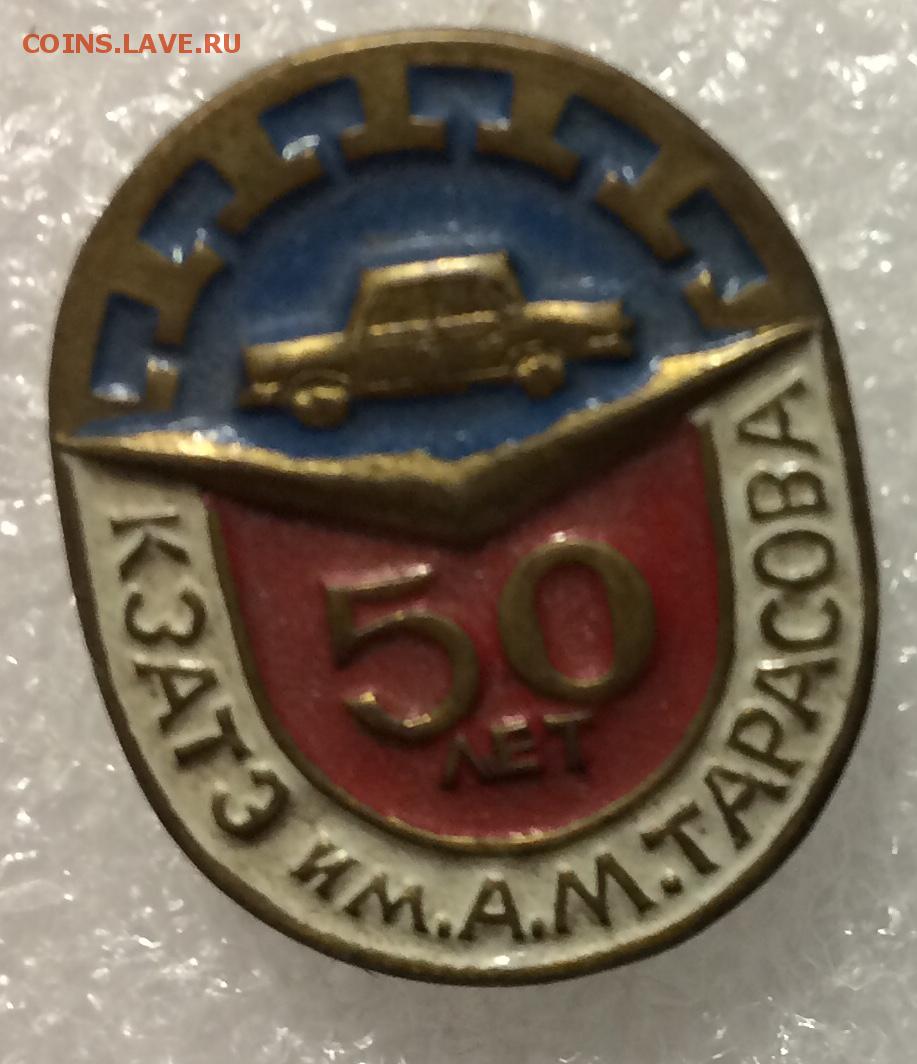 COINS.LAVE.RU
50
ЛЕТ
КЗАТЭ им.А.М.ТАРАСОВА